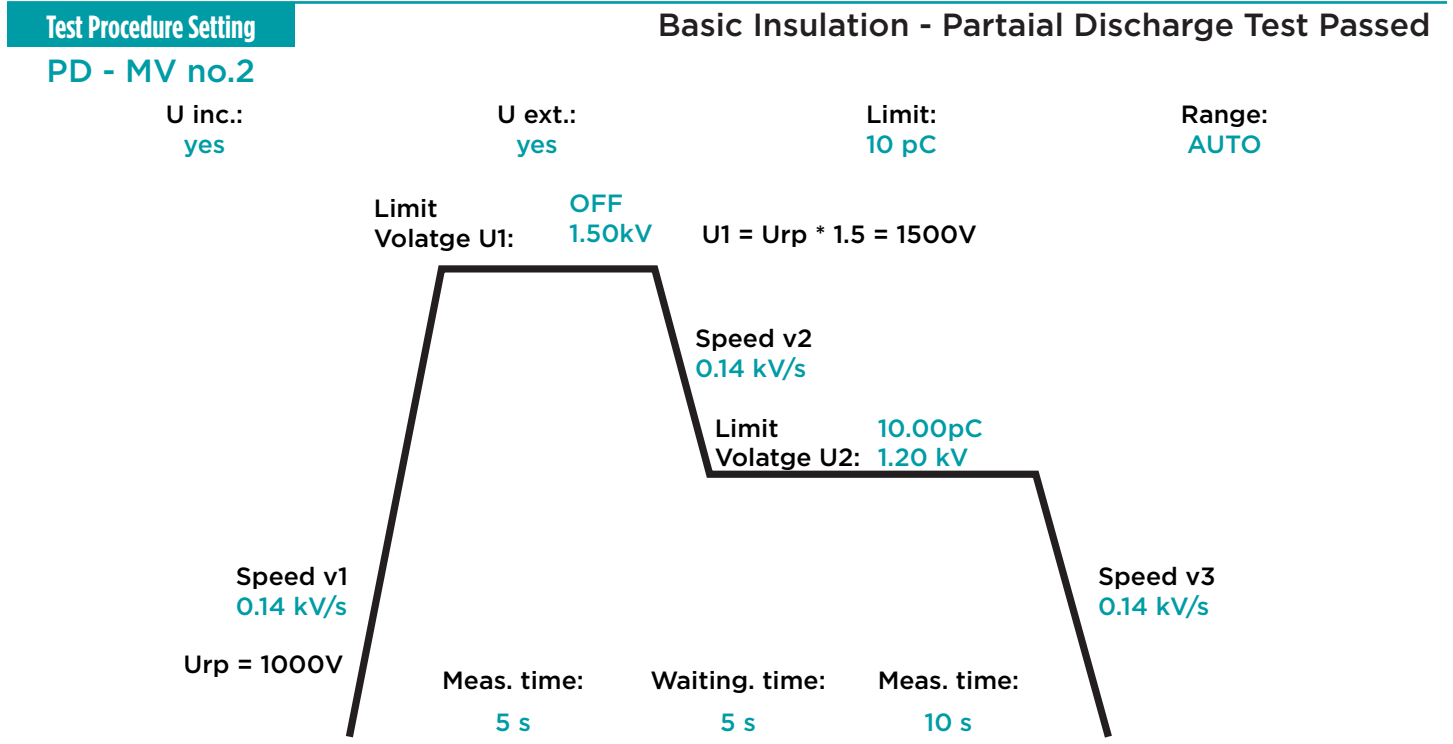 Test Procedure Setting
Basic Insulation - Partaial Discharge Test Passed
PD - MV no.2
U inc.:
yes
U ext.:
yes
Limit:
10 pC
Range:
AUTO
Limit OFF
Volatge U1: 1.50kV
U1 = Urp * 1.5 = 1500V
Speed v2
0.14 kV/s
Limit 10.00pC
Volatge U2: 1.20 kV
Speed v1
0.14 kV/s
Speed v3
0.14 kV/s
Urp = 1000V
Meas. time:
5 s
Waiting. time:
5 s
Meas. time:
10 s